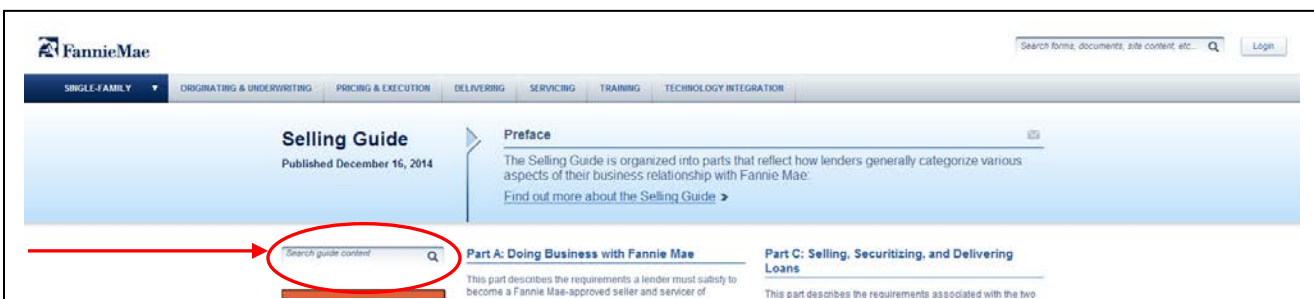 FannieMae
Search forms, documents, site content, etc...
Login
SINGLE-FAMILY
ORIGINATING & UNDERWRITING
PRICING & EXECUTION
DELIVERING
SERVICING
TRAINING
TECHNOLOGY INTEGRATION
Selling Guide
Published December 16, 2014
Preface
The Selling Guide is organized into parts that reflect how lenders generally categorize various
aspects of their business relationship with Fannie Mae:
Find out more about the Selling Guide >
Search guide content
Part A: Doing Business with Fannie Mae
This part describes the requirements a lender must satisfy to
become a Fannie Mae-approved seller and servicer of
Part C: Selling, Securitizing, and Delivering
Loans
This part describes the requirements associated with the two